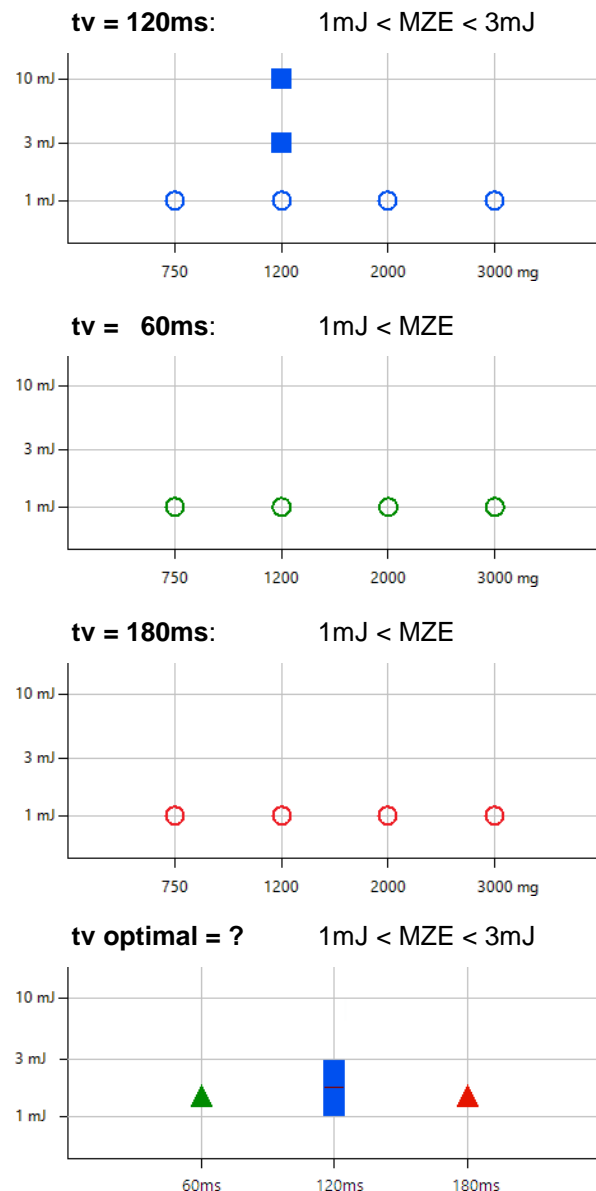 tv = 120ms: 1mJ < MZE < 3mJ
10 mJ
3 mJ
1 mJ
750 1200 2000 3000 mg
tv = 60ms: 1mJ < MZE
10 mJ
3 mJ
1 mJ
750 1200 2000 3000 mg
tv = 180ms: 1mJ < MZE
10 mJ
3 mJ
1 mJ
750 1200 2000 3000 mg
tv optimal = ? 1mJ < MZE < 3mJ
10 mJ
3 mJ
1 mJ
60ms 120ms 180ms